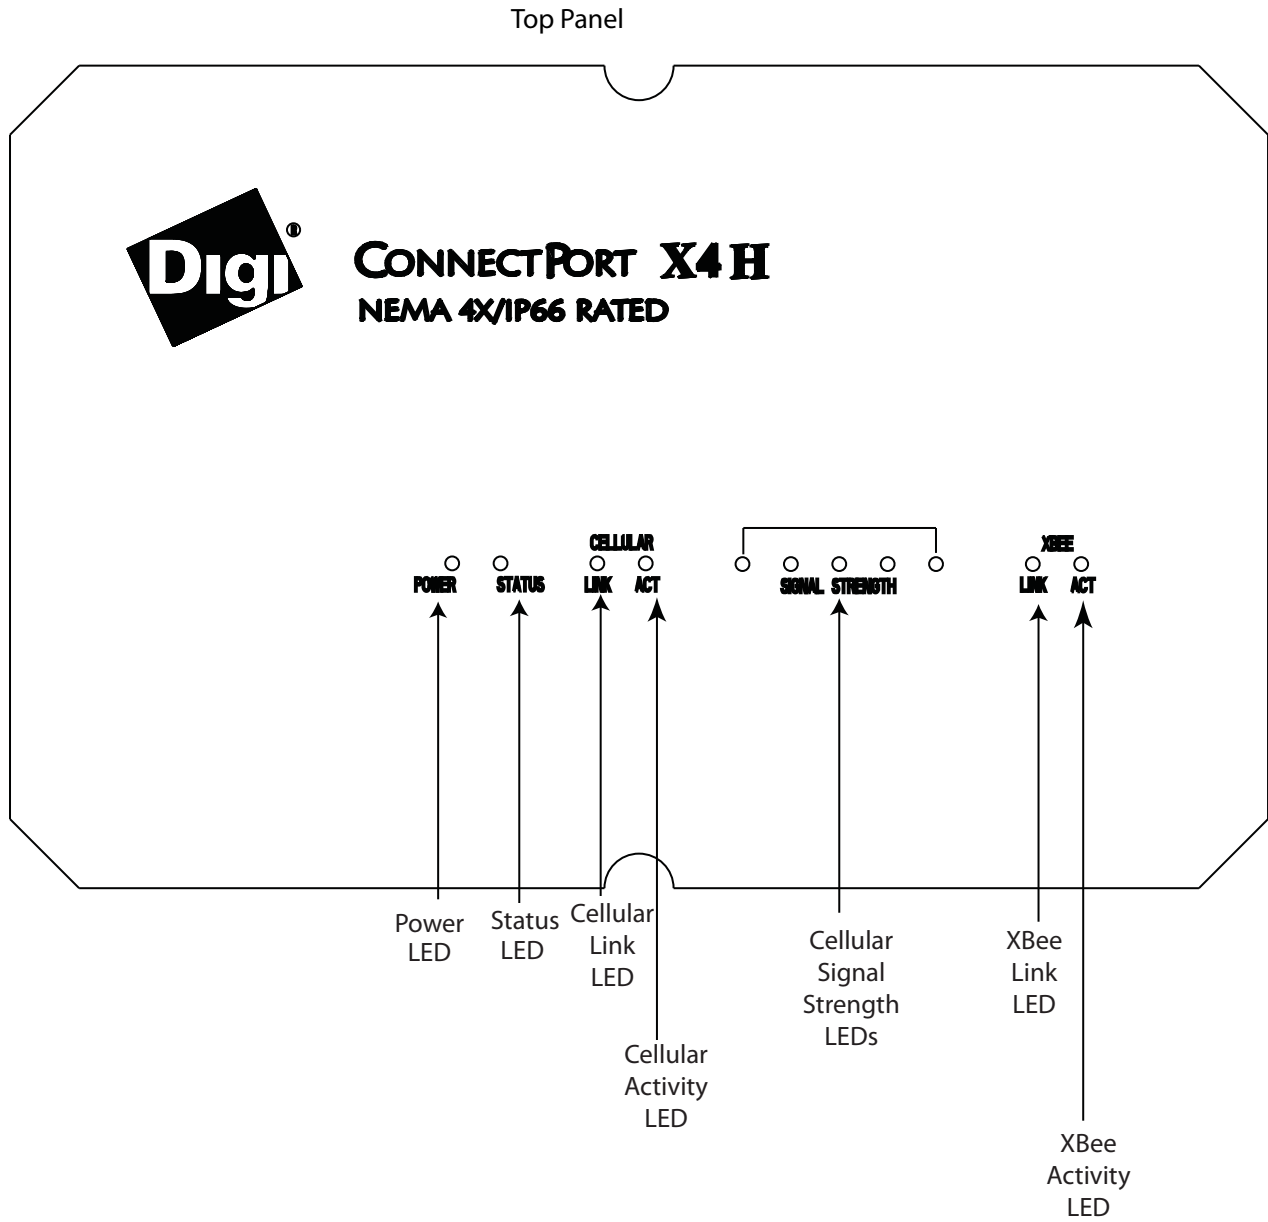 Top Panel
Digi®
CONNECTPORT X4 H
NEMA 4X/IP66 RATED
CELLULAR
XBEE
POWER STATUS LINK ACT SIGNAL STRENGTH LINK ACT
Power
LED
Status
LED
Cellular
Link
LED
Cellular
Activity
LED
Cellular
Signal
Strength
LEDs
XBee
Link
LED
XBee
Activity
LED